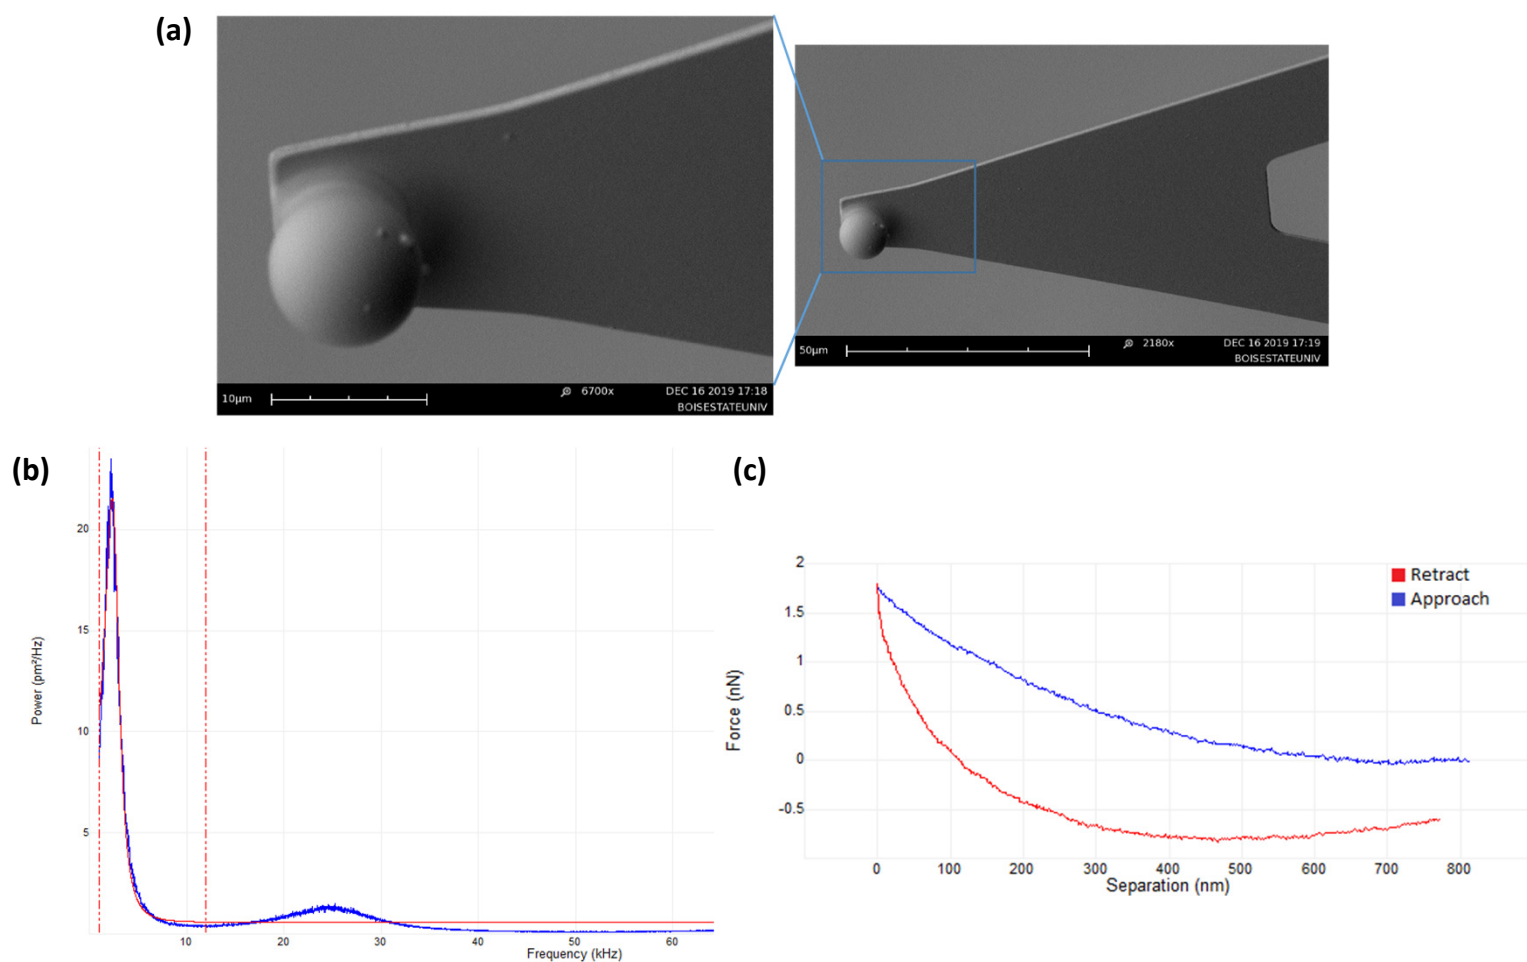 (a)
10µm
6700x
DEC 16 2019 17:18
BOISESTATEUNIV
50µm
2180x
DEC 16 2019 17:19
BOISESTATEUNIV
(b)
Power (pm²/Hz)
20
15
10
5
10 20 30 40 50 60
Frequency (kHz)
(c)
Retract
Approach
Force (nN)
2
1.5
1
0.5
0
-0.5
0 100 200 300 400 500 600 700 800
Separation (nm)